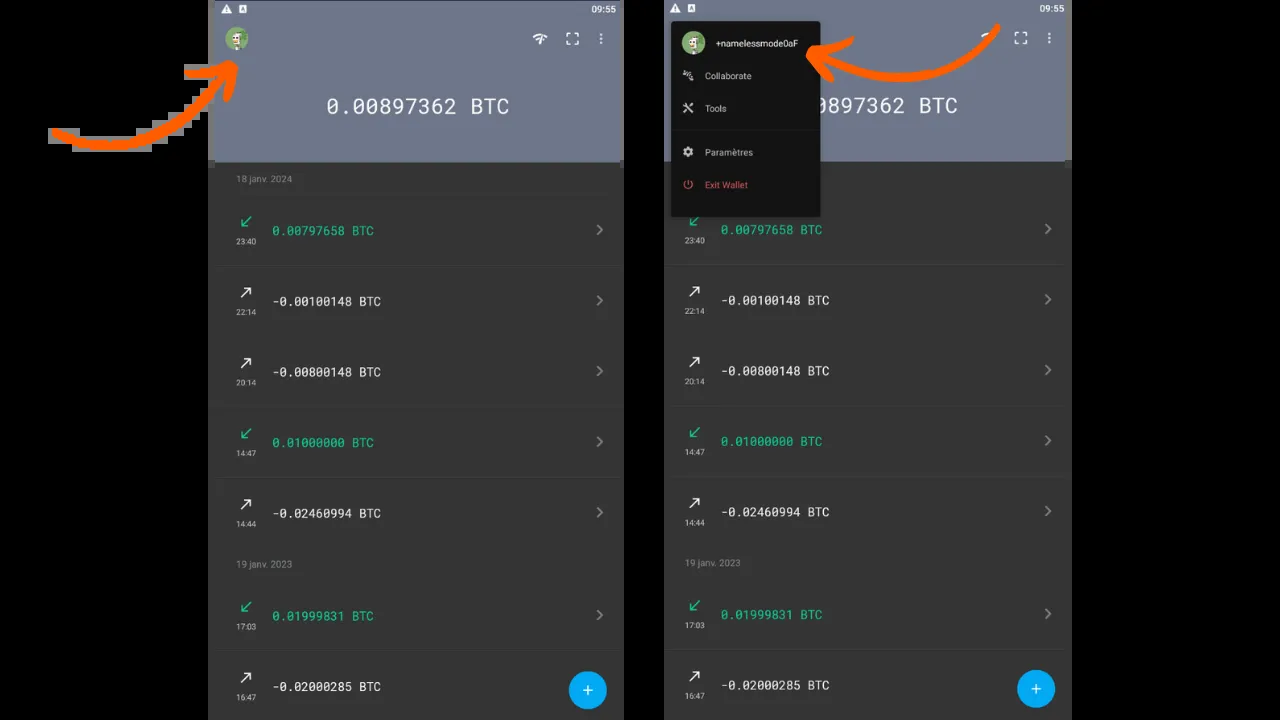 09:55
0.00897362 BTC
18 janv. 2024
0.00797658 BTC
23:40
-0.00100148 BTC
22:14
-0.00800148 BTC
20:14
0.01000000 BTC
14:47
-0.02460994 BTC
14:44
19 janv. 2023
0.01999831 BTC
17:03
-0.02000285 BTC
16:47
09:55
+namelessmode0aF
Collaborate
Tools
0897362 BTC
Paramètres
Exit Wallet
0.00797658 BTC
23:40
-0.00100148 BTC
22:14
-0.00800148 BTC
20:14
0.01000000 BTC
14:47
-0.02460994 BTC
14:44
19 janv. 2023
0.01999831 BTC
17:03
-0.02000285 BTC
16:47